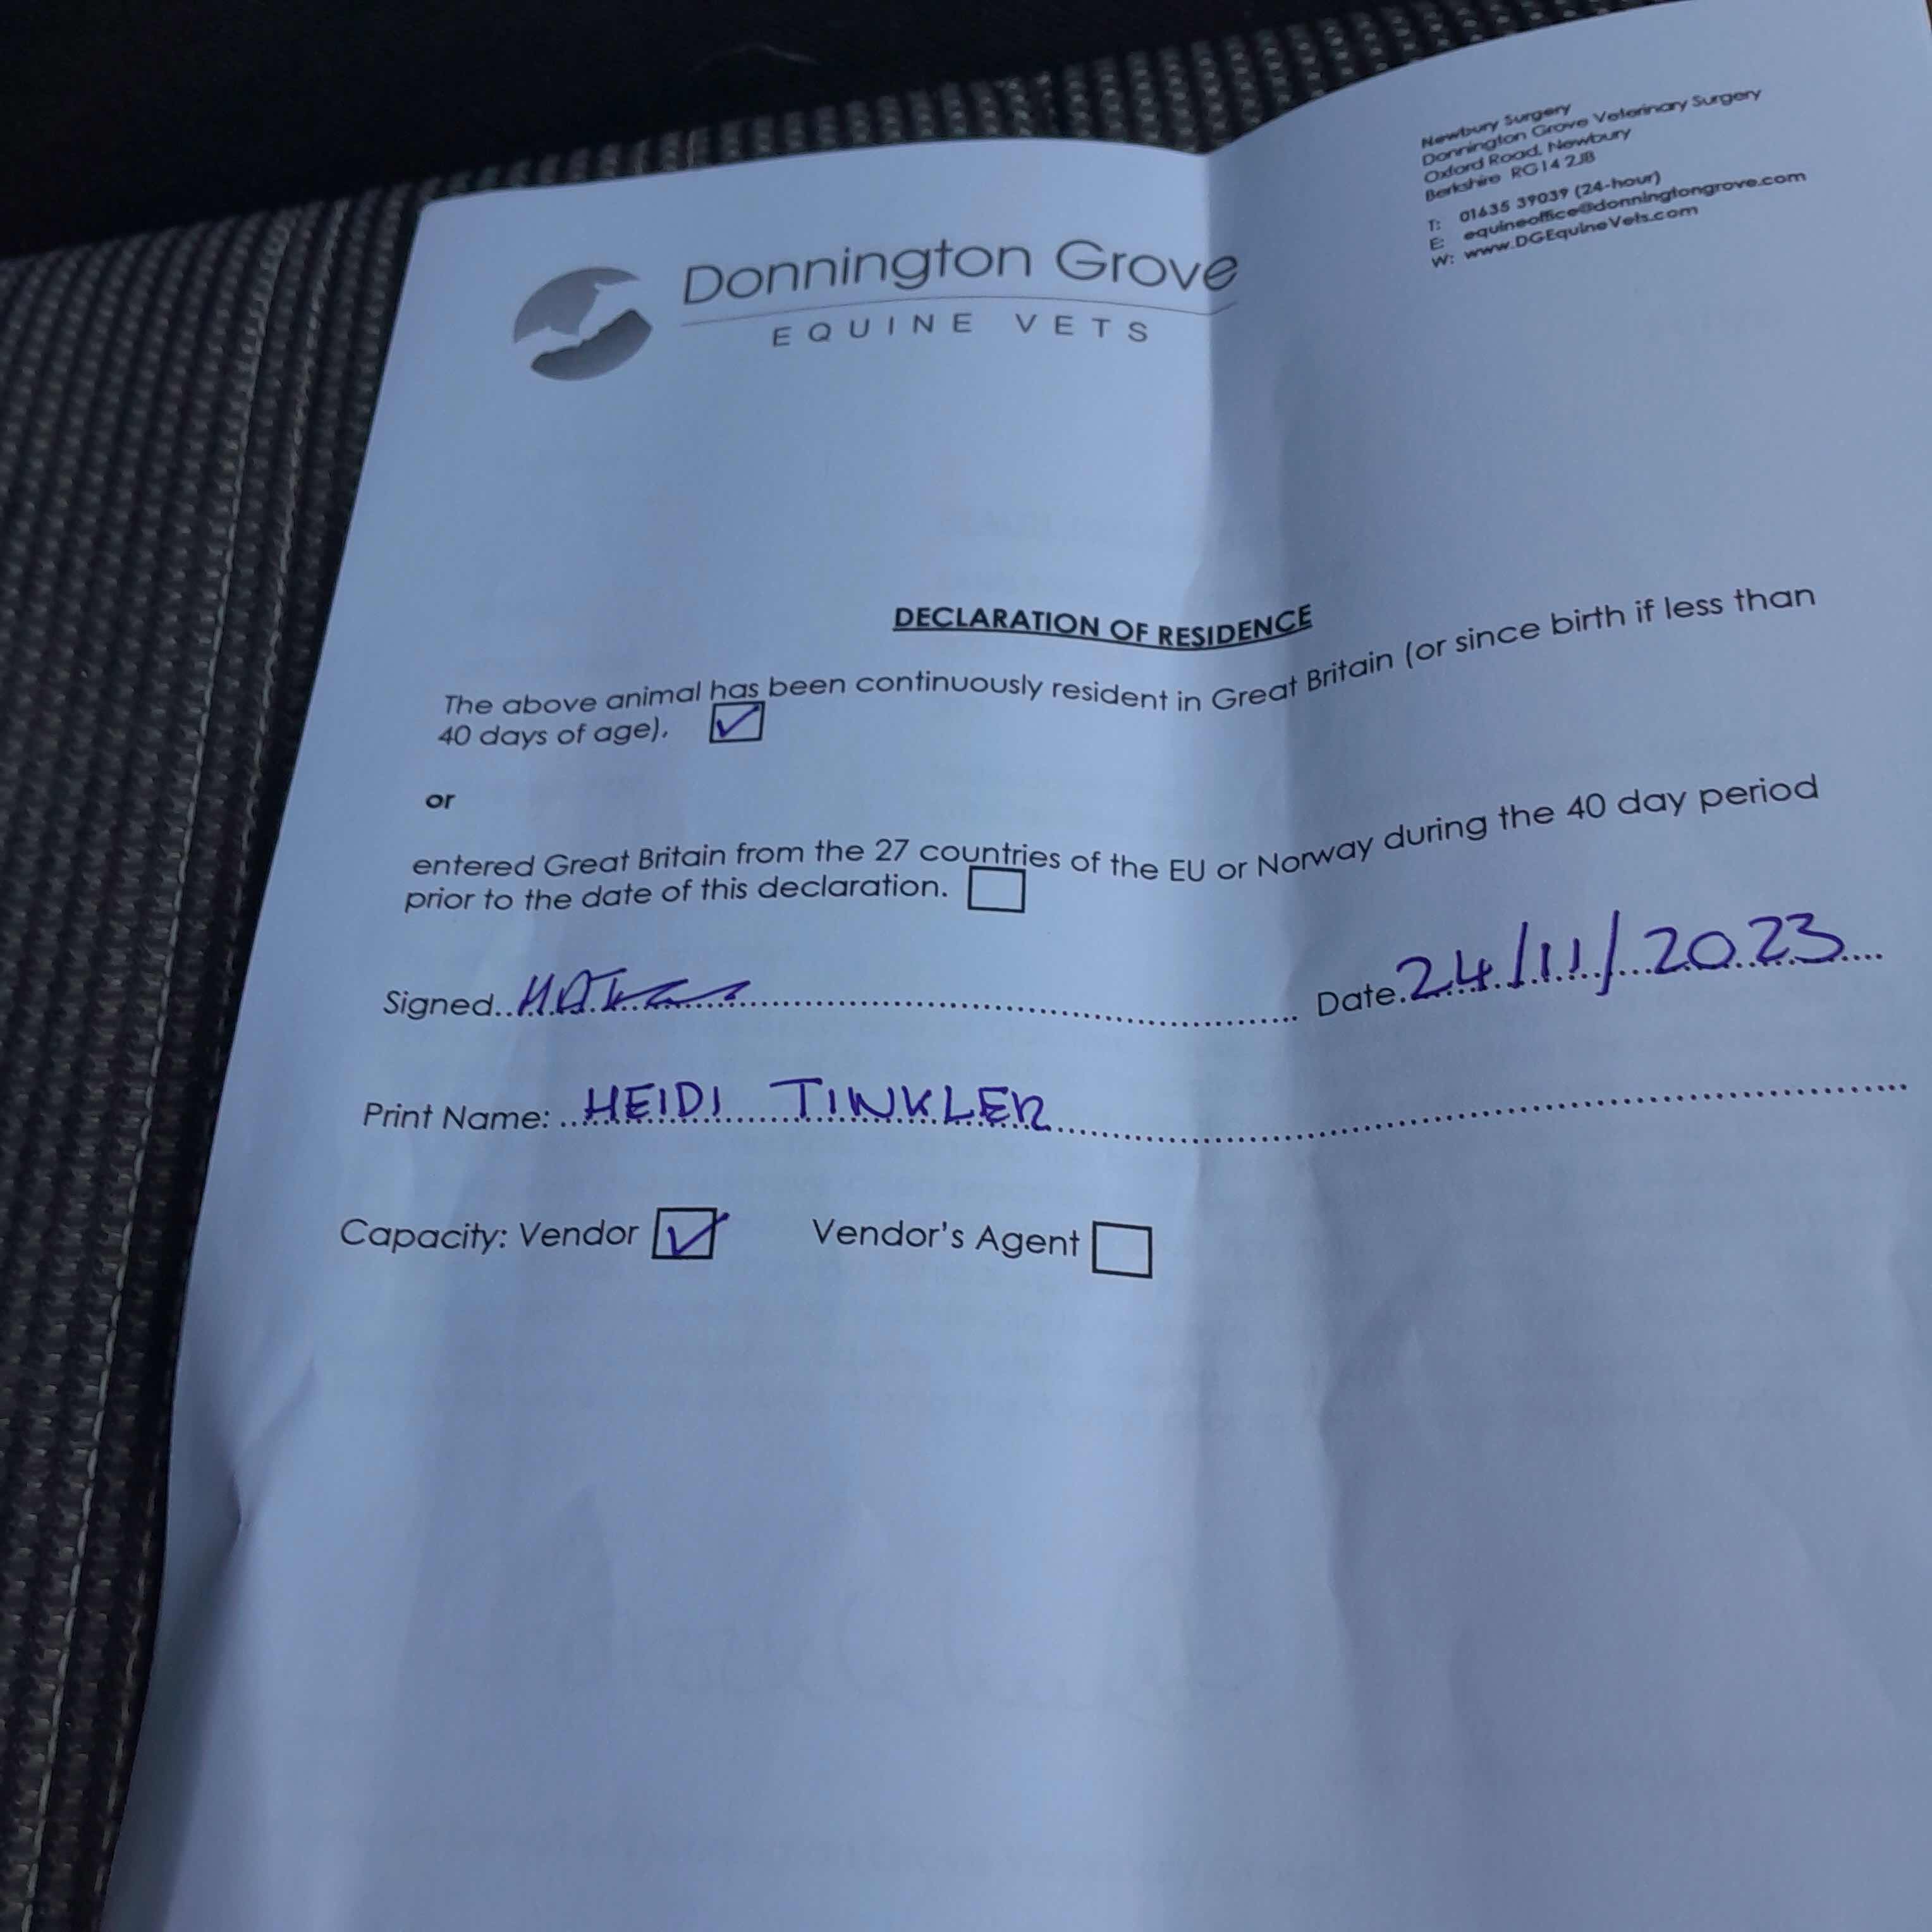 Newbury Surgery
Donnington Grove Veterinary Surgery
Oxford Road, Newbury
Berkshire RG14 2JB
T: 01635 39039 (24-hour)
E: equineoffice@donningtongrove.com
W: www.DGEquineVets.com
Donnington Grove
EQUINE VETS
DECLARATION OF RESIDENCE
The above animal has been continuously resident in Great Britain (or since birth if less than
40 days of age).
or
entered Great Britain from the 27 countries of the EU or Norway during the 40 day period
prior to the date of this declaration.
Signed.......... Date.24/11/2023....
Print Name: ..HEIDI TINKLER..........
Capacity: Vendor Vendor's Agent